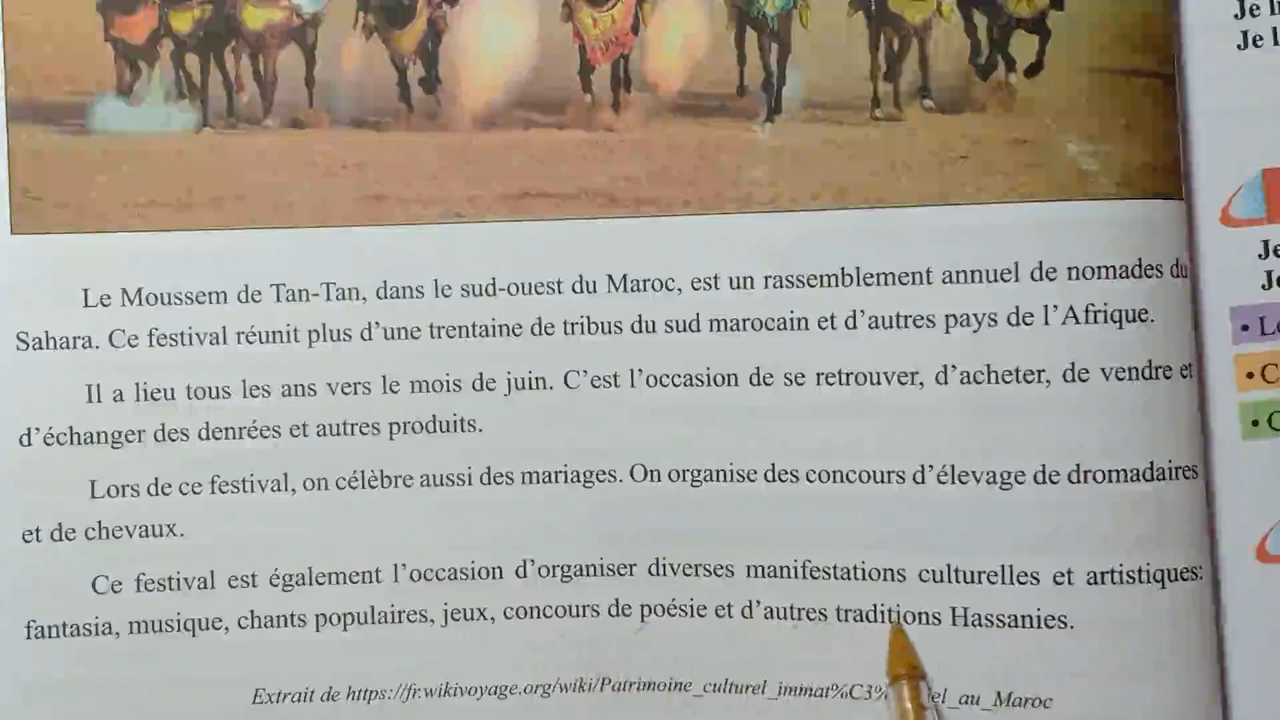 Je
Je
Le Moussem de Tan-Tan, dans le sud-ouest du Maroc, est un rassemblement annuel de nomades du
Sahara. Ce festival réunit plus d'une trentaine de tribus du sud marocain et d'autres pays de l'Afrique.
Il a lieu tous les ans vers le mois de juin. C'est l'occasion de se retrouver, d'acheter, de vendre et
d'échanger des denrées et autres produits.
Lors de ce festival, on célèbre aussi des mariages. On organise des concours d'élevage de dromadaires
et de chevaux.
Ce festival est également l'occasion d'organiser diverses manifestations culturelles et artistiques:
fantasia, musique, chants populaires, jeux, concours de poésie et d'autres traditions Hassanies.
Extrait de https://fr.wikivoyage.org/wiki/Patrimoine_culturel_immat%C3% el_au_Maroc
Je